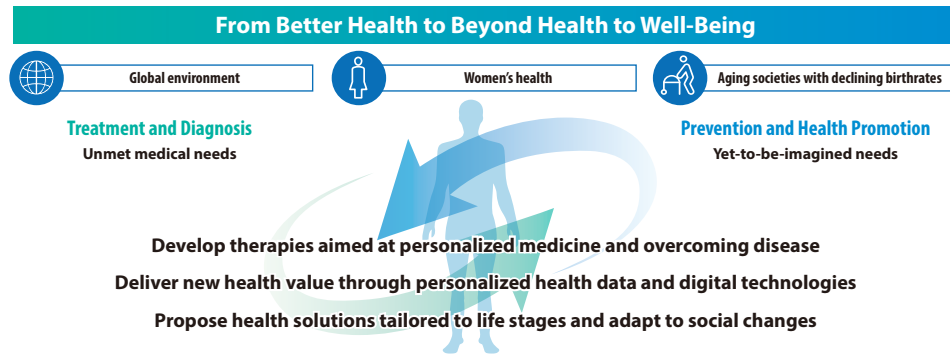 From Better Health to Beyond Health to Well-Being
Global environment
Women's health
Aging societies with declining birthrates
Treatment and Diagnosis
Unmet medical needs
Prevention and Health Promotion
Yet-to-be-imagined needs
Develop therapies aimed at personalized medicine and overcoming disease
Deliver new health value through personalized health data and digital technologies
Propose health solutions tailored to life stages and adapt to social changes